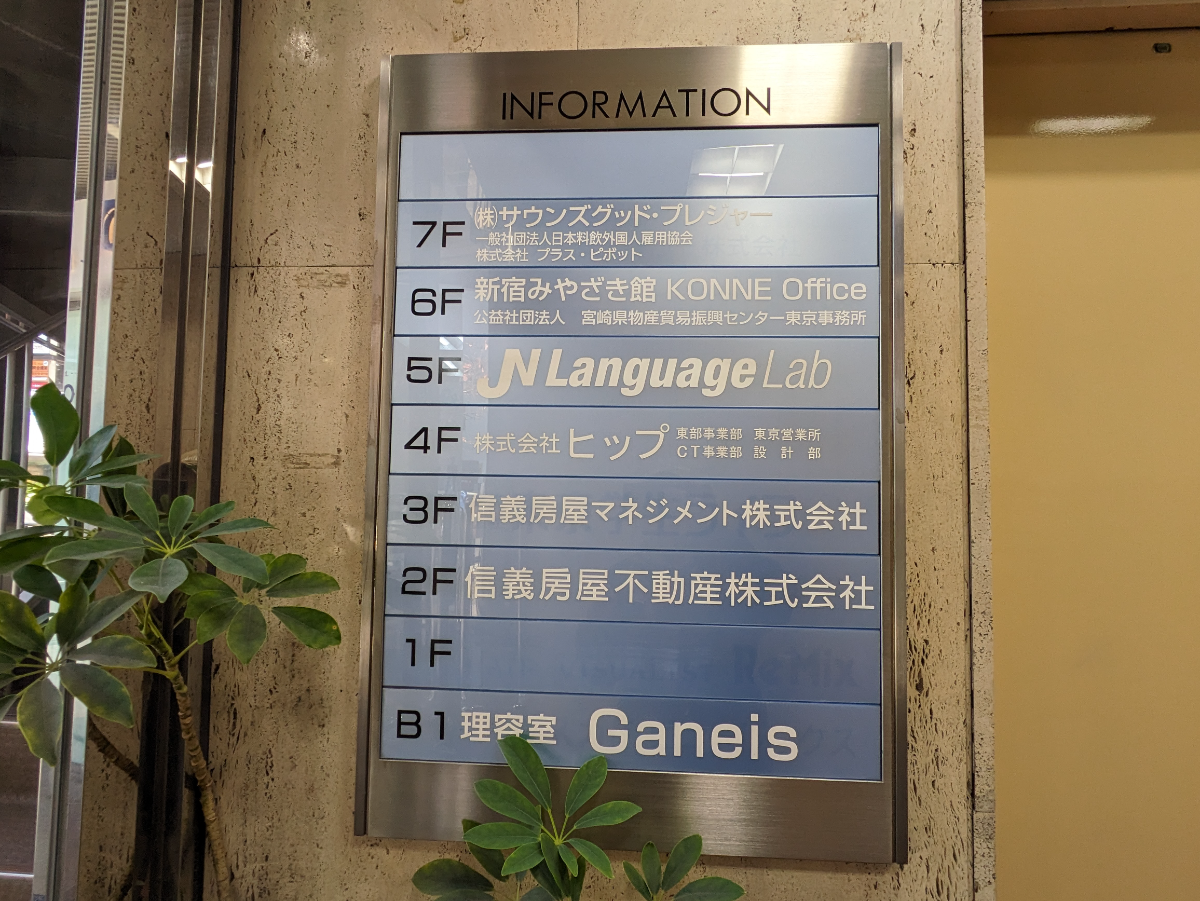 INFORMATION
7F ㈱サウンズグッド・プレジャー
一般社団法人日本料飲外国人雇用協会
株式会社 プラス・ピボット
6F 新宿みやざき館 KONNE Office
公益社団法人 宮崎県物産貿易振興センター東京事務所
5F JN Language Lab
4F 株式会社 ヒップ 東部事業部 東京営業所
CT事業部 設計部
3F 信義房屋マネジメント株式会社
2F 信義房屋不動産株式会社
1F
B1 理容室 Ganeis